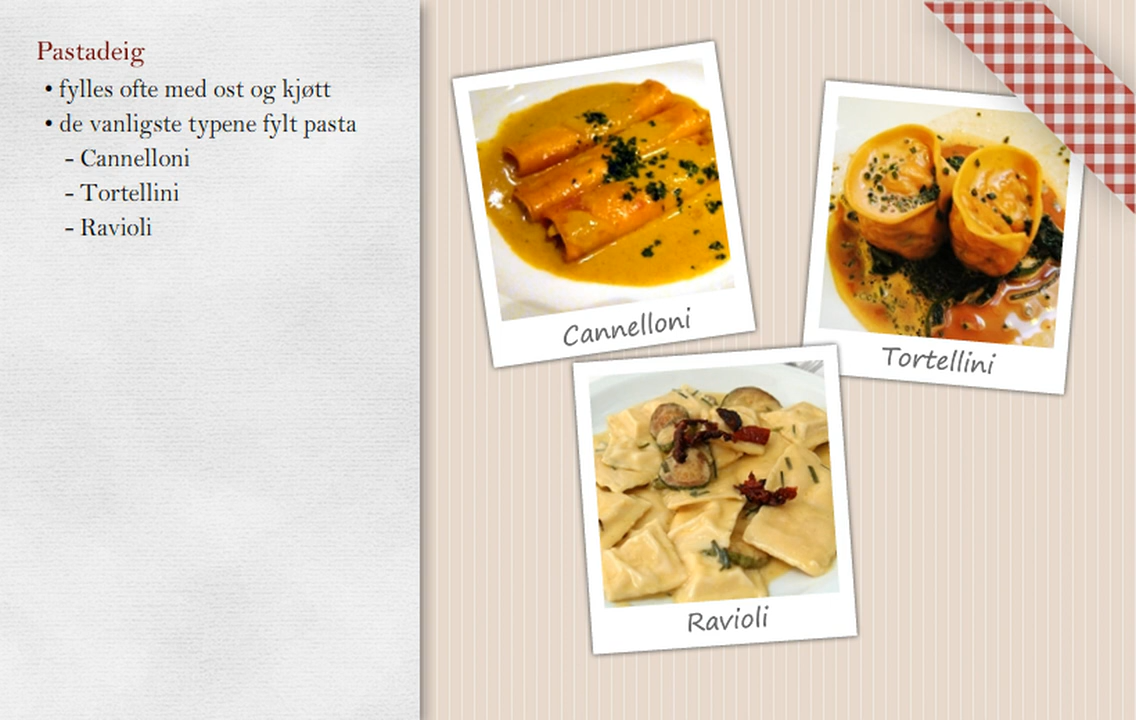 Pastadeig
• fylles ofte med ost og kjøtt
• de vanligste typene fylt pasta
- Cannelloni
- Tortellini
- Ravioli
Cannelloni
Tortellini
Ravioli